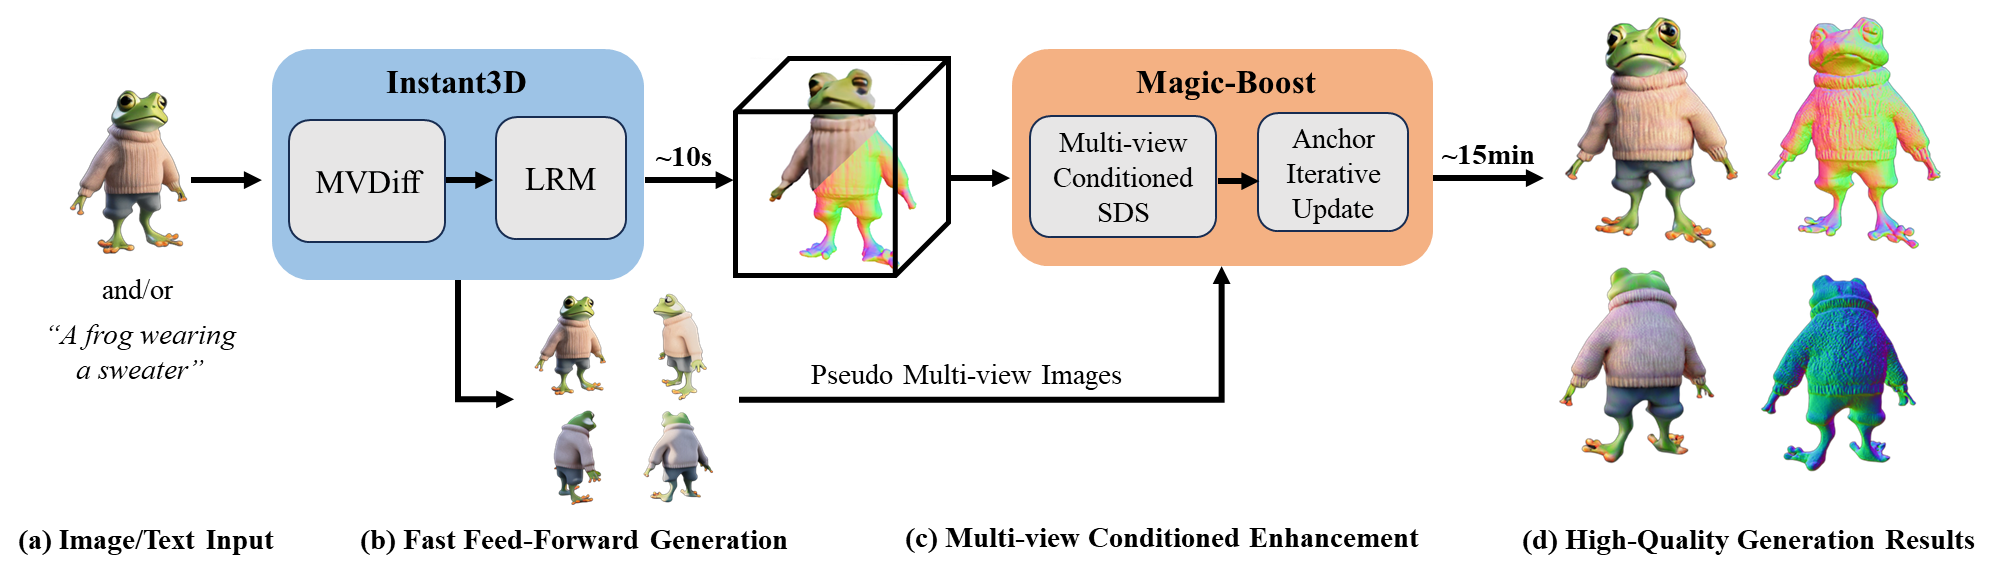 Instant3D
MVDiff
LRM
~10s
Magic-Boost
Multi-view
Conditioned
SDS
Anchor
Iterative
Update
~15min
and/or
“A frog wearing
a sweater”
Pseudo Multi-view Images
(a) Image/Text Input
(b) Fast Feed-Forward Generation
(c) Multi-view Conditioned Enhancement
(d) High-Quality Generation Results